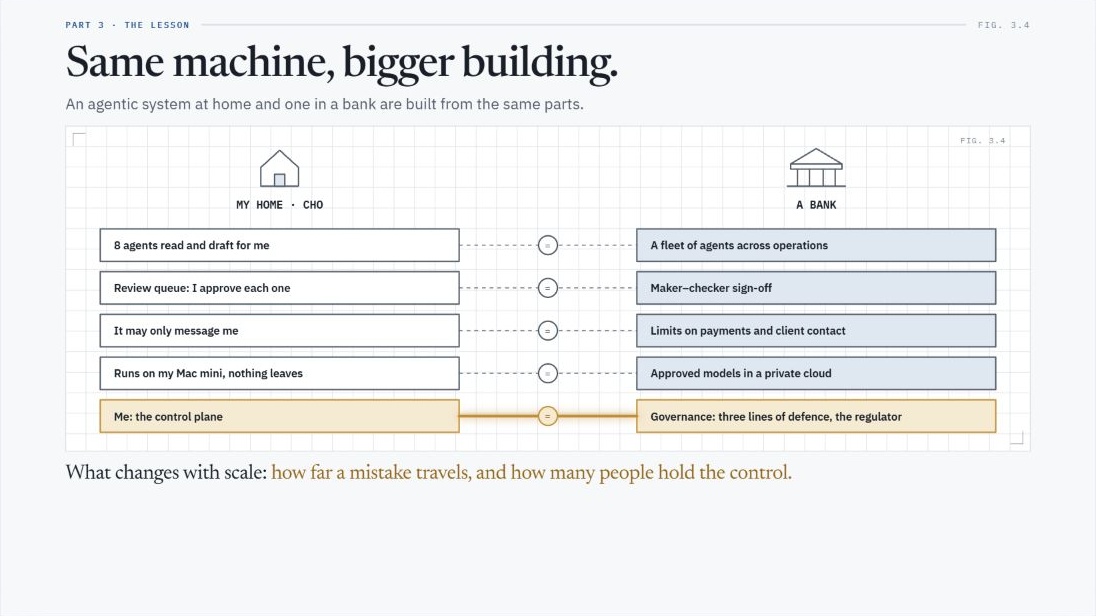 PART 3 · THE LESSON
FIG. 3.4
Same machine, bigger building.
An agentic system at home and one in a bank are built from the same parts.
FIG. 3.4
MY HOME · CHO
A BANK
8 agents read and draft for me = A fleet of agents across operations
Review queue: I approve each one = Maker–checker sign-off
It may only message me = Limits on payments and client contact
Runs on my Mac mini, nothing leaves = Approved models in a private cloud
Me: the control plane = Governance: three lines of defence, the regulator
What changes with scale: how far a mistake travels, and how many people hold the control.